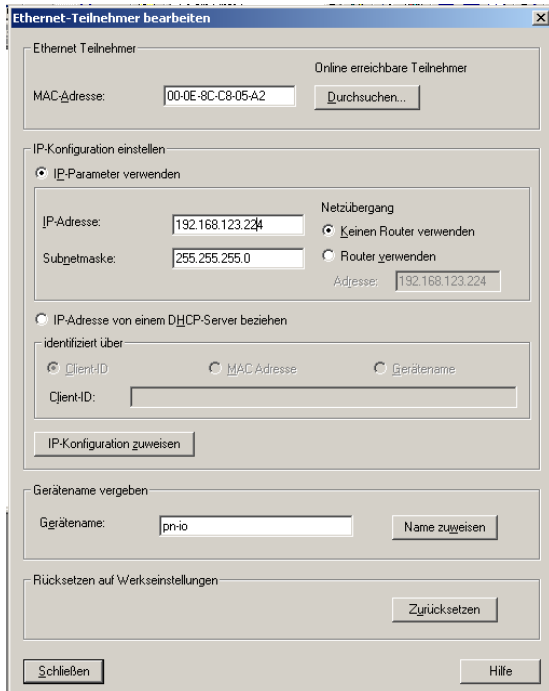 Ethernet-Teilnehmer bearbeiten
Ethernet Teilnehmer
Online erreichbare Teilnehmer
MAC-Adresse: 00-0E-8C-C8-05-A2 Durchsuchen...
IP-Konfiguration einstellen
IP-Parameter verwenden
Netzübergang
IP-Adresse: 192.168.123.224 Keinen Router verwenden
Subnetmaske: 255.255.255.0 Router verwenden
Adresse: 192.168.123.224
IP-Adresse von einem DHCP-Server beziehen
identifiziert über
Client-ID MAC Adresse Gerätename
Client-ID:
IP-Konfiguration zuweisen
Gerätename vergeben
Gerätename: pn-io Name zuweisen
Rücksetzen auf Werkseinstellungen
Zurücksetzen
Schließen Hilfe